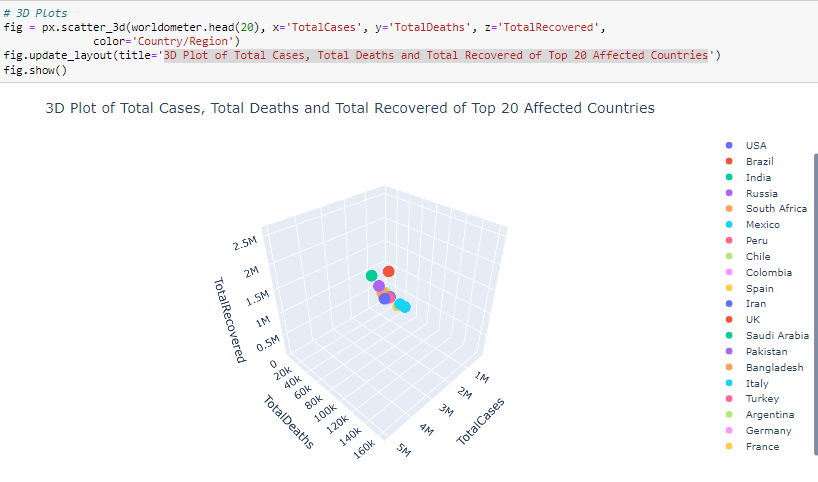 # 3D Plots
fig = px.scatter_3d(worldometer.head(20), x='TotalCases', y='TotalDeaths', z='TotalRecovered',
color='Country/Region')
fig.update_layout(title='3D Plot of Total Cases, Total Deaths and Total Recovered of Top 20 Affected Countries')
fig.show()
3D Plot of Total Cases, Total Deaths and Total Recovered of Top 20 Affected Countries
USA
Brazil
India
Russia
South Africa
Mexico
Peru
Chile
Colombia
Spain
Iran
UK
Saudi Arabia
Pakistan
Bangladesh
Italy
Turkey
Argentina
Germany
France
2.5M
2M
1.5M
1M
0.5M
0
TotalRecovered
20k
40k
60k
80k
100k
120k
140k
160k
TotalDeaths
1M
2M
3M
4M
5M
TotalCases